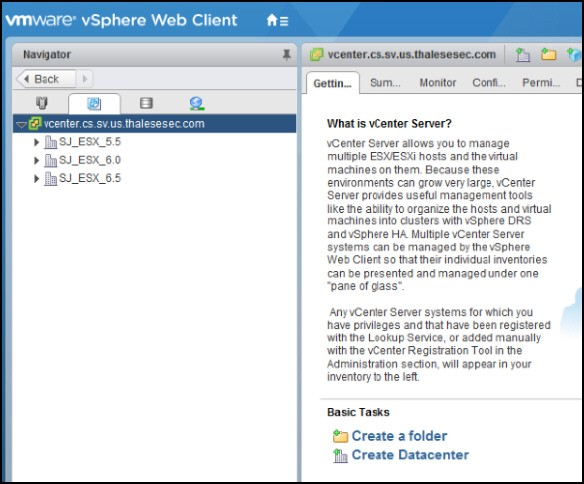 vmware® vSphere Web Client
Navigator
Back
vcenter.cs.sv.us.thalesesec.com
SJ_ESX_5.5
SJ_ESX_6.0
SJ_ESX_6.5
vcenter.cs.sv.us.thalesesec.com
Gettin... Sum... Monitor Confi... Permi...
What is vCenter Server?
vCenter Server allows you to manage
multiple ESX/ESXi hosts and the virtual
machines on them. Because these
environments can grow very large, vCenter
Server provides useful management tools
like the ability to organize the hosts and virtual
machines into clusters with vSphere DRS
and vSphere HA. Multiple vCenter Server
systems can be managed by the vSphere
Web Client so that their individual inventories
can be presented and managed under one
"pane of glass".
Any vCenter Server systems for which you
have privileges and that have been registered
with the Lookup Service, or added manually
with the vCenter Registration Tool in the
Administration section, will appear in your
inventory to the left.
Basic Tasks
Create a folder
Create Datacenter